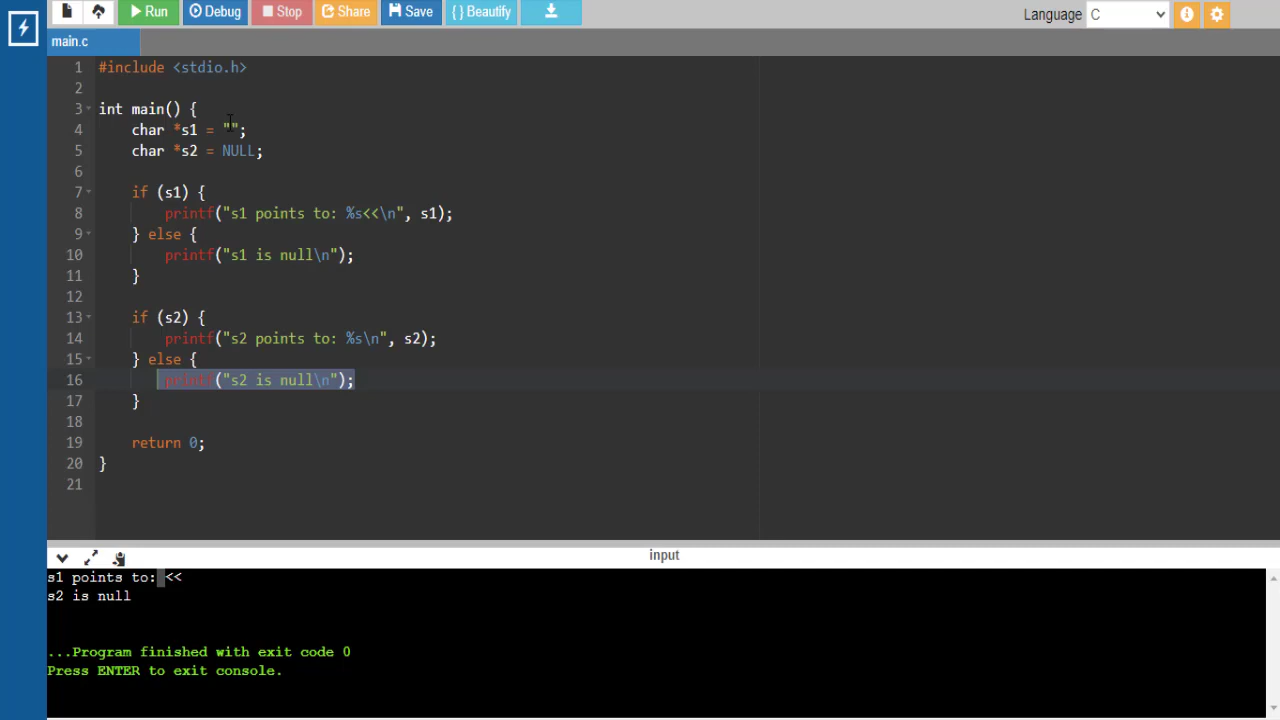 Run Debug Stop Share Save { } Beautify Language C
main.c
1 #include <stdio.h>
2
3 int main() {
4 char *s1 = "";
5 char *s2 = NULL;
6
7 if (s1) {
8 printf("s1 points to: %s<<\n", s1);
9 } else {
10 printf("s1 is null\n");
11 }
12
13 if (s2) {
14 printf("s2 points to: %s\n", s2);
15 } else {
16 printf("s2 is null\n");
17 }
18
19 return 0;
20 }
21
input
s1 points to: <<
s2 is null
...Program finished with exit code 0
Press ENTER to exit console.